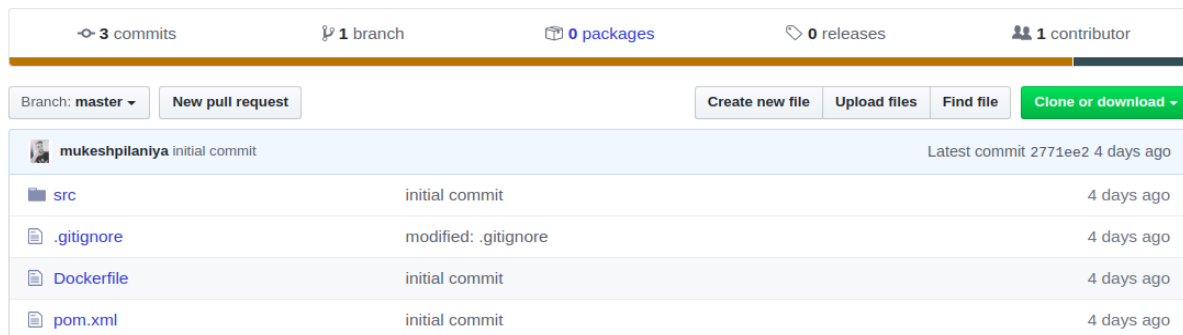 3 commits 1 branch 0 packages 0 releases 1 contributor
Branch: master New pull request Create new file Upload files Find file Clone or download
mukeshpilaniya initial commit Latest commit 2771ee2 4 days ago
src initial commit 4 days ago
.gitignore modified: .gitignore 4 days ago
Dockerfile initial commit 4 days ago
pom.xml initial commit 4 days ago